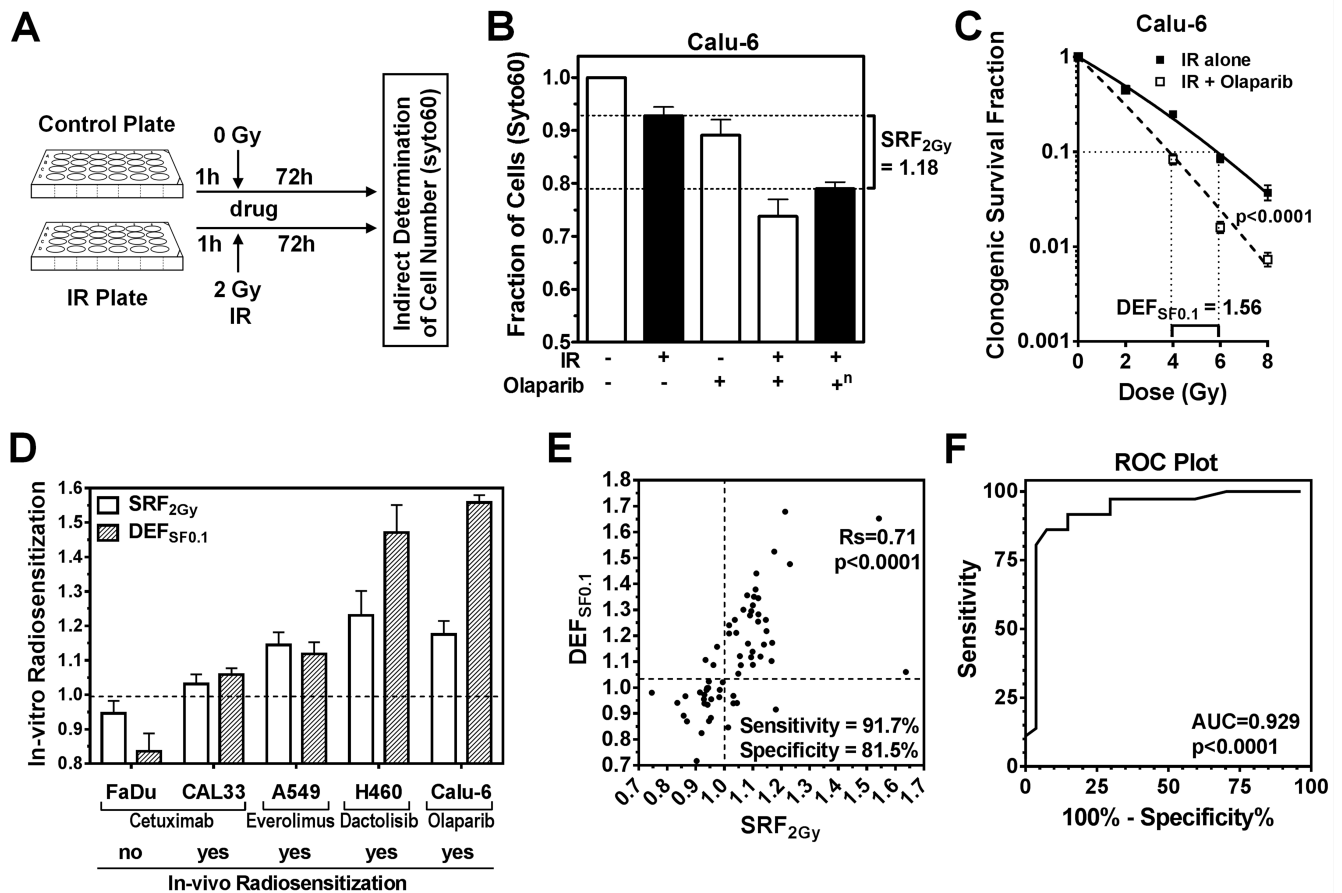 A
Control Plate
0 Gy
1h
72h
drug
1h
72h
2 Gy
IR
IR Plate
Indirect Determination
of Cell Number (syto60)
B
Calu-6
Fraction of Cells (Syto60)
1.0
0.9
0.8
0.7
0.6
0.5
SRF2Gy
= 1.18
IR - + - + +
Olaparib - - + + +n
C
Calu-6
IR alone
IR + Olaparib
Clonogenic Survival Fraction
1
0.1
0.01
0.001
p<0.0001
DEFSF0.1 = 1.56
0 2 4 6 8
Dose (Gy)
D
In-vitro Radiosensitization
1.6
1.5
1.4
1.3
1.2
1.1
1.0
0.9
0.8
SRF2Gy
DEFSF0.1
FaDu CAL33 A549 H460 Calu-6
Cetuximab Everolimus Dactolisib Olaparib
no yes yes yes yes
In-vivo Radiosensitization
E
DEFSF0.1
1.8
1.7
1.6
1.5
1.4
1.3
1.2
1.1
1.0
0.9
0.8
0.7
Rs=0.71
p<0.0001
Sensitivity = 91.7%
Specificity = 81.5%
0.7 0.8 0.9 1.0 1.1 1.2 1.3 1.4 1.5 1.6 1.7
SRF2Gy
F
ROC Plot
Sensitivity
100
75
50
25
0
AUC=0.929
p<0.0001
0 25 50 75 100
100% - Specificity%